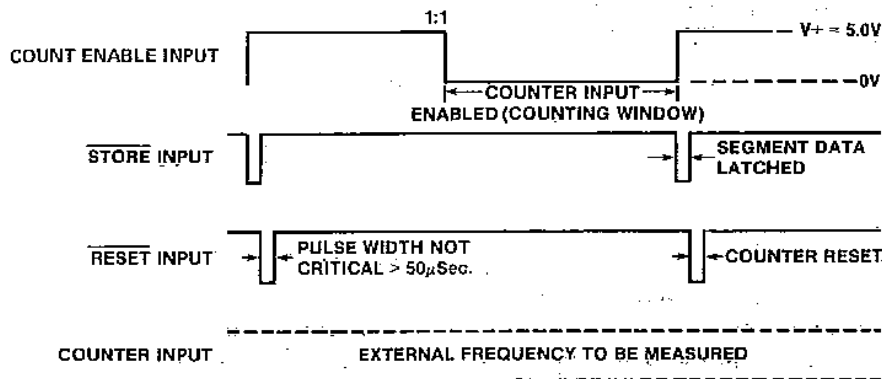 1:1
V+ = 5.0V
COUNT ENABLE INPUT
0V
COUNTER INPUT
ENABLED (COUNTING WINDOW)
STORE INPUT
SEGMENT DATA
LATCHED
RESET INPUT
PULSE WIDTH NOT
CRITICAL > 50μSec.
COUNTER RESET
COUNTER INPUT
EXTERNAL FREQUENCY TO BE MEASURED